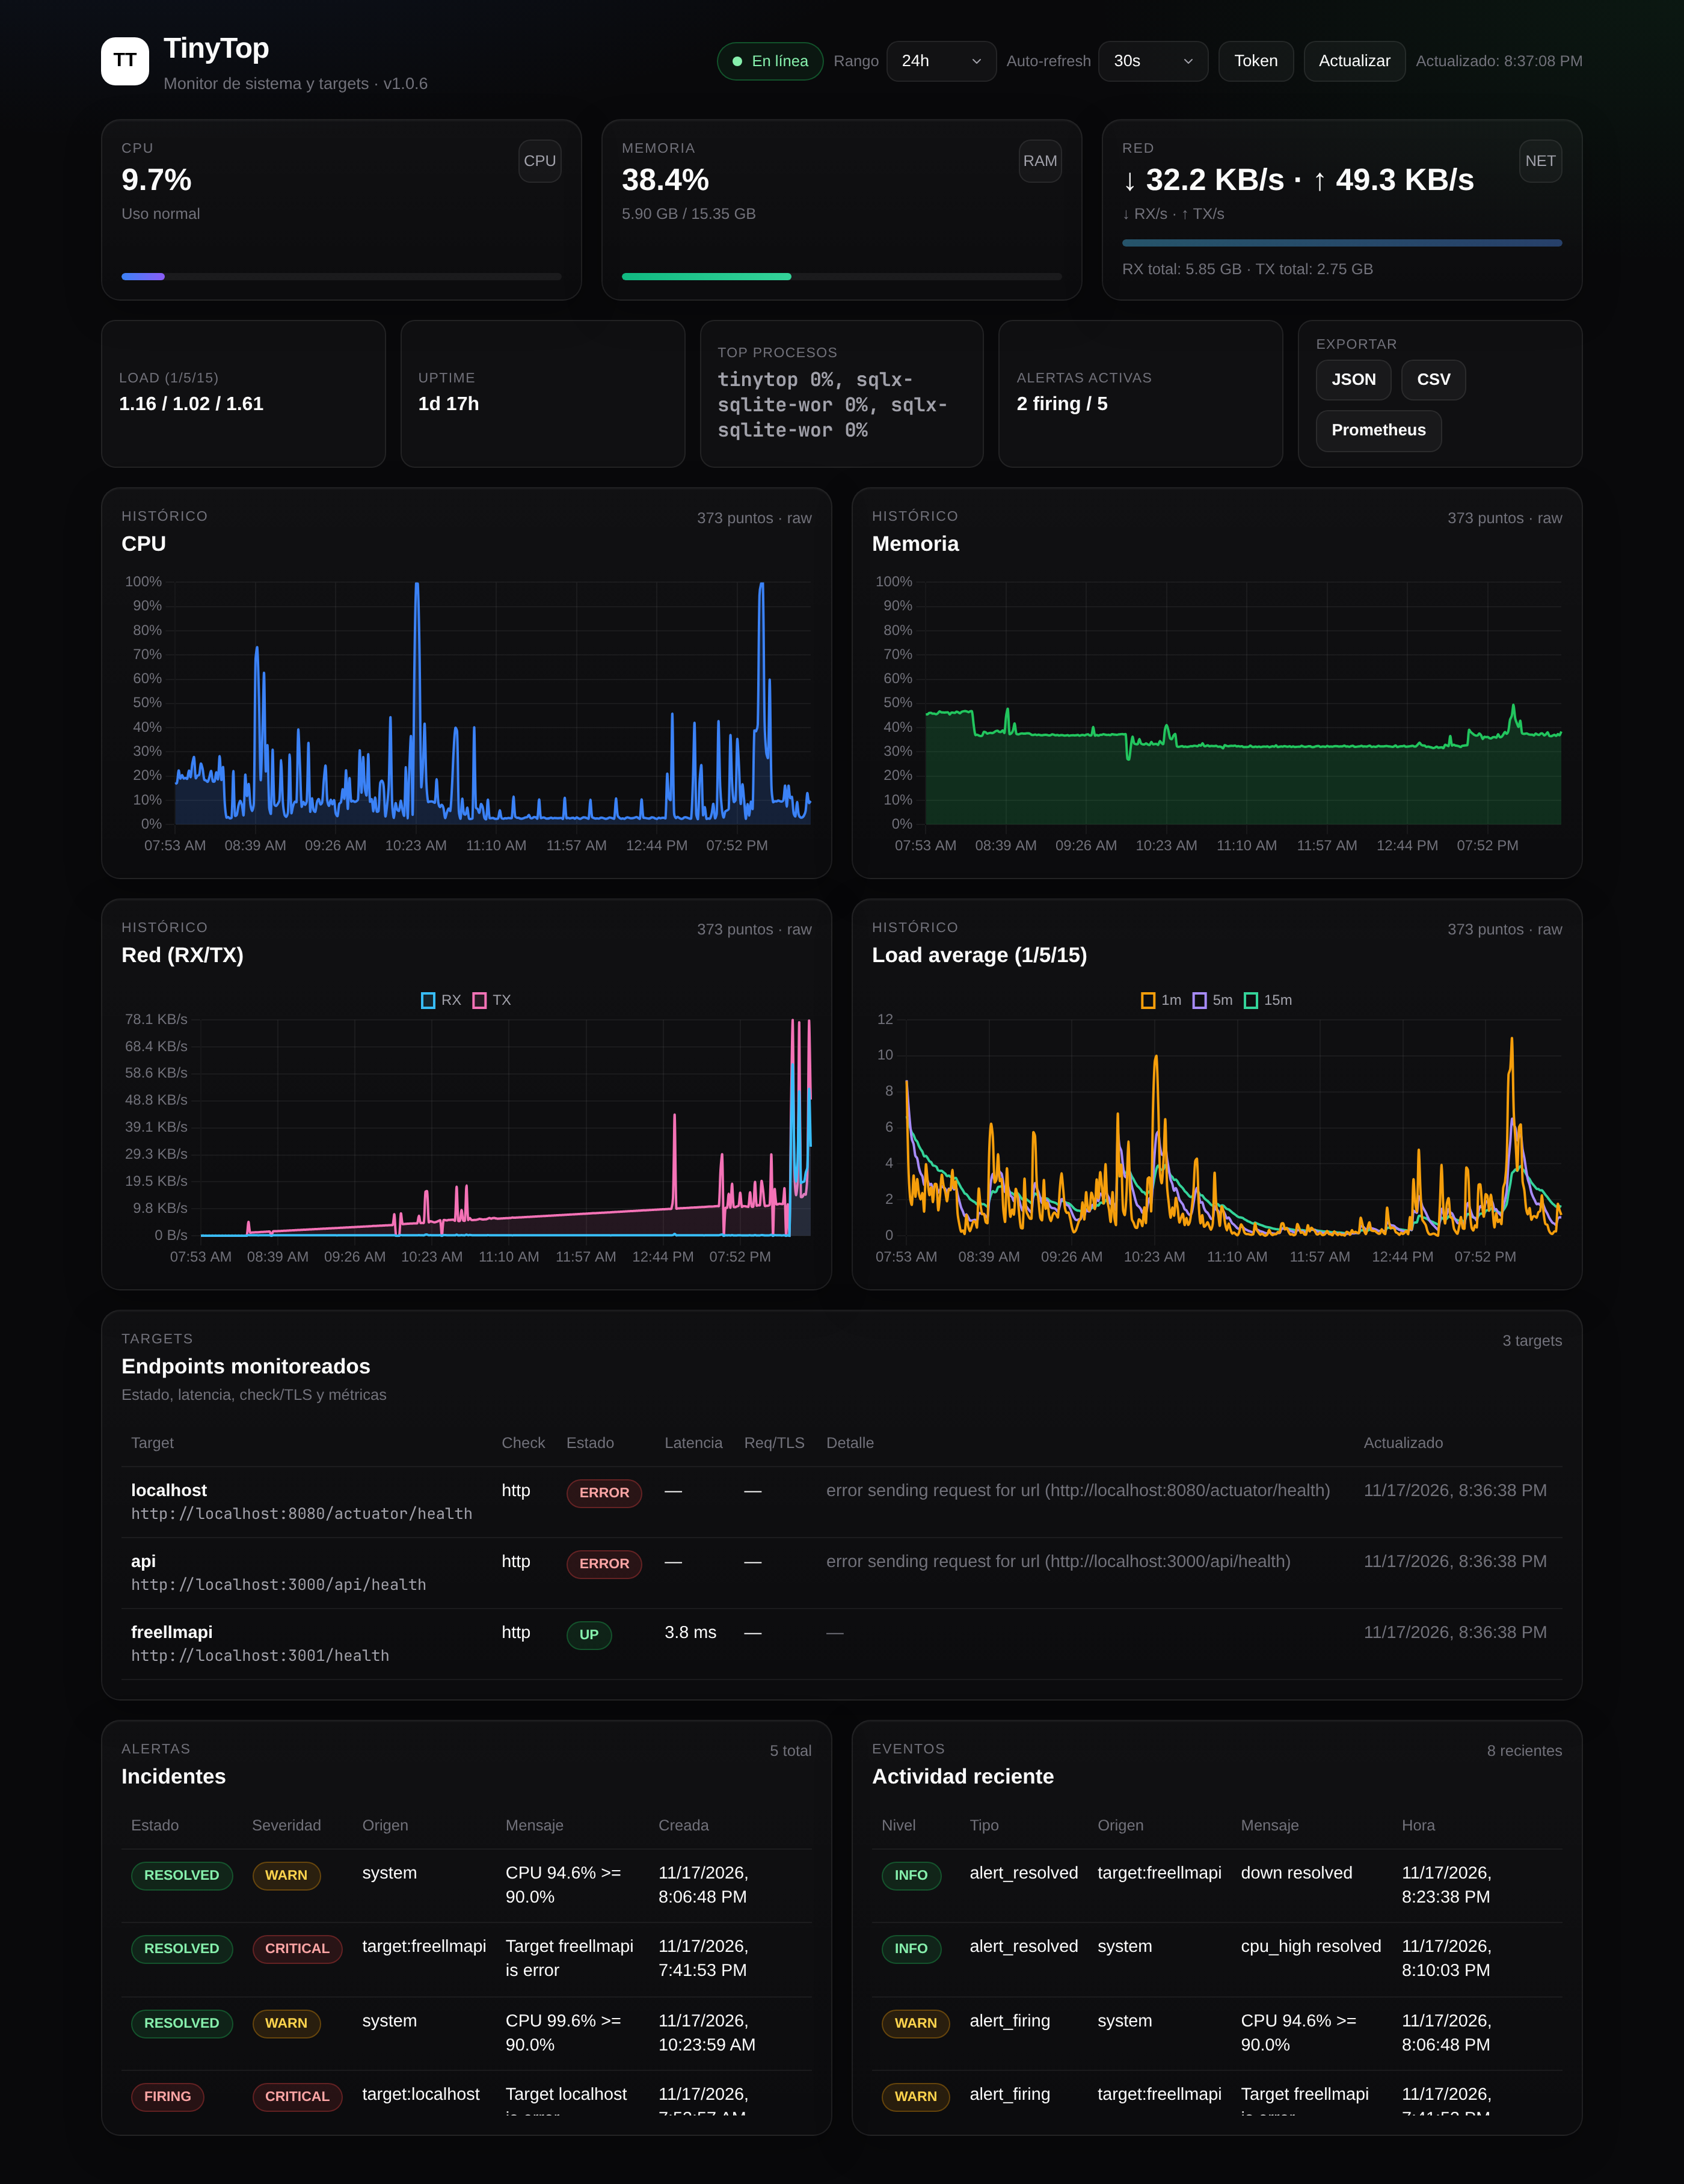 TT
TinyTop
Monitor de sistema y targets · v1.0.6
En línea
Rango
24h
Auto-refresh
30s
Token
Actualizar
Actualizado: 8:37:08 PM
CPU
9.7%
Uso normal
CPU
MEMORIA
38.4%
5.90 GB / 15.35 GB
RAM
RED
↓ 32.2 KB/s · ↑ 49.3 KB/s
↓ RX/s · ↑ TX/s
RX total: 5.85 GB · TX total: 2.75 GB
NET
LOAD (1/5/15)
1.16 / 1.02 / 1.61
UPTIME
1d 17h
TOP PROCESOS
tinytop 0%, sqlx-
sqlite-wor 0%, sqlx-
sqlite-wor 0%
ALERTAS ACTIVAS
2 firing / 5
EXPORTAR
JSON
CSV
Prometheus
HISTÓRICO
CPU
373 puntos · raw
100%
90%
80%
70%
60%
50%
40%
30%
20%
10%
0%
07:53 AM 08:39 AM 09:26 AM 10:23 AM 11:10 AM 11:57 AM 12:44 PM 07:52 PM
HISTÓRICO
Memoria
373 puntos · raw
100%
90%
80%
70%
60%
50%
40%
30%
20%
10%
0%
07:53 AM 08:39 AM 09:26 AM 10:23 AM 11:10 AM 11:57 AM 12:44 PM 07:52 PM
HISTÓRICO
Red (RX/TX)
373 puntos · raw
RX TX
78.1 KB/s
68.4 KB/s
58.6 KB/s
48.8 KB/s
39.1 KB/s
29.3 KB/s
19.5 KB/s
9.8 KB/s
0 B/s
07:53 AM 08:39 AM 09:26 AM 10:23 AM 11:10 AM 11:57 AM 12:44 PM 07:52 PM
HISTÓRICO
Load average (1/5/15)
373 puntos · raw
1m 5m 15m
12
10
8
6
4
2
0
07:53 AM 08:39 AM 09:26 AM 10:23 AM 11:10 AM 11:57 AM 12:44 PM 07:52 PM
TARGETS
Endpoints monitoreados
Estado, latencia, check/TLS y métricas
3 targets
Target Check Estado Latencia Req/TLS Detalle Actualizado
localhost http ERROR — — error sending request for url (http://localhost:8080/actuator/health) 11/17/2026, 8:36:38 PM
http://localhost:8080/actuator/health
api http ERROR — — error sending request for url (http://localhost:3000/api/health) 11/17/2026, 8:36:38 PM
http://localhost:3000/api/health
freellmapi http UP 3.8 ms — — 11/17/2026, 8:36:38 PM
http://localhost:3001/health
ALERTAS
Incidentes
5 total
Estado Severidad Origen Mensaje Creada
RESOLVED WARN system CPU 94.6% >= 11/17/2026,
90.0% 8:06:48 PM
RESOLVED CRITICAL target:freellmapi Target freellmapi 11/17/2026,
is error 7:41:53 PM
RESOLVED WARN system CPU 99.6% >= 11/17/2026,
90.0% 10:23:59 AM
FIRING CRITICAL target:localhost Target localhost 11/17/2026,
EVENTOS
Actividad reciente
8 recientes
Nivel Tipo Origen Mensaje Hora
INFO alert_resolved target:freellmapi down resolved 11/17/2026,
8:23:38 PM
INFO alert_resolved system cpu_high resolved 11/17/2026,
8:10:03 PM
WARN alert_firing system CPU 94.6% >= 11/17/2026,
90.0% 8:06:48 PM
WARN alert_firing target:freellmapi Target freellmapi 11/17/2026,